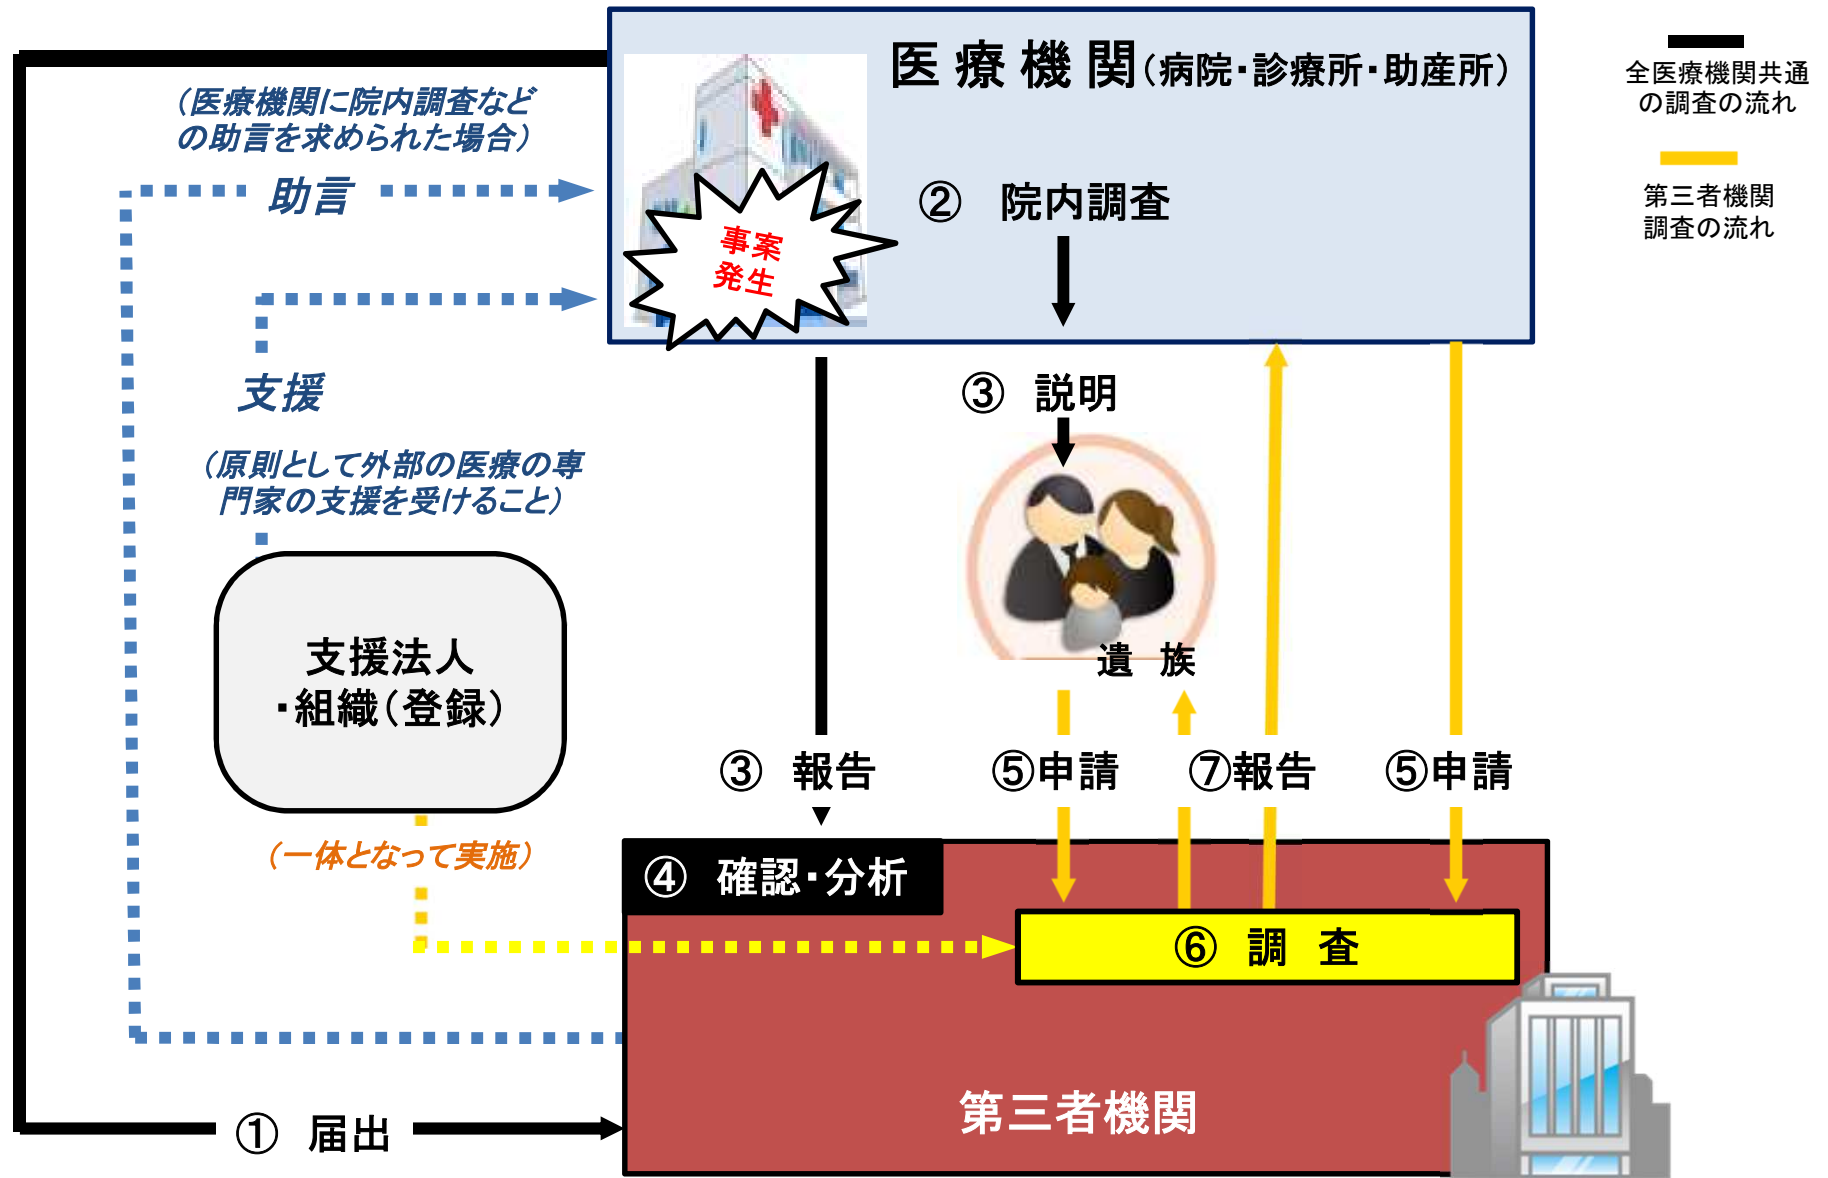 医療機関（病院・診療所・助産所）
全医療機関共通
の調査の流れ
第三者機関
調査の流れ
（医療機関に院内調査など
の助言を求められた場合）
助言
② 院内調査
事案
発生
支援
（原則として外部の医療の専
門家の支援を受けること）
③ 説明
遺 族
支援法人
・組織（登録）
③ 報告
⑤申請
⑦報告
⑤申請
（一体となって実施）
④ 確認・分析
⑥ 調 査
第三者機関
① 届出